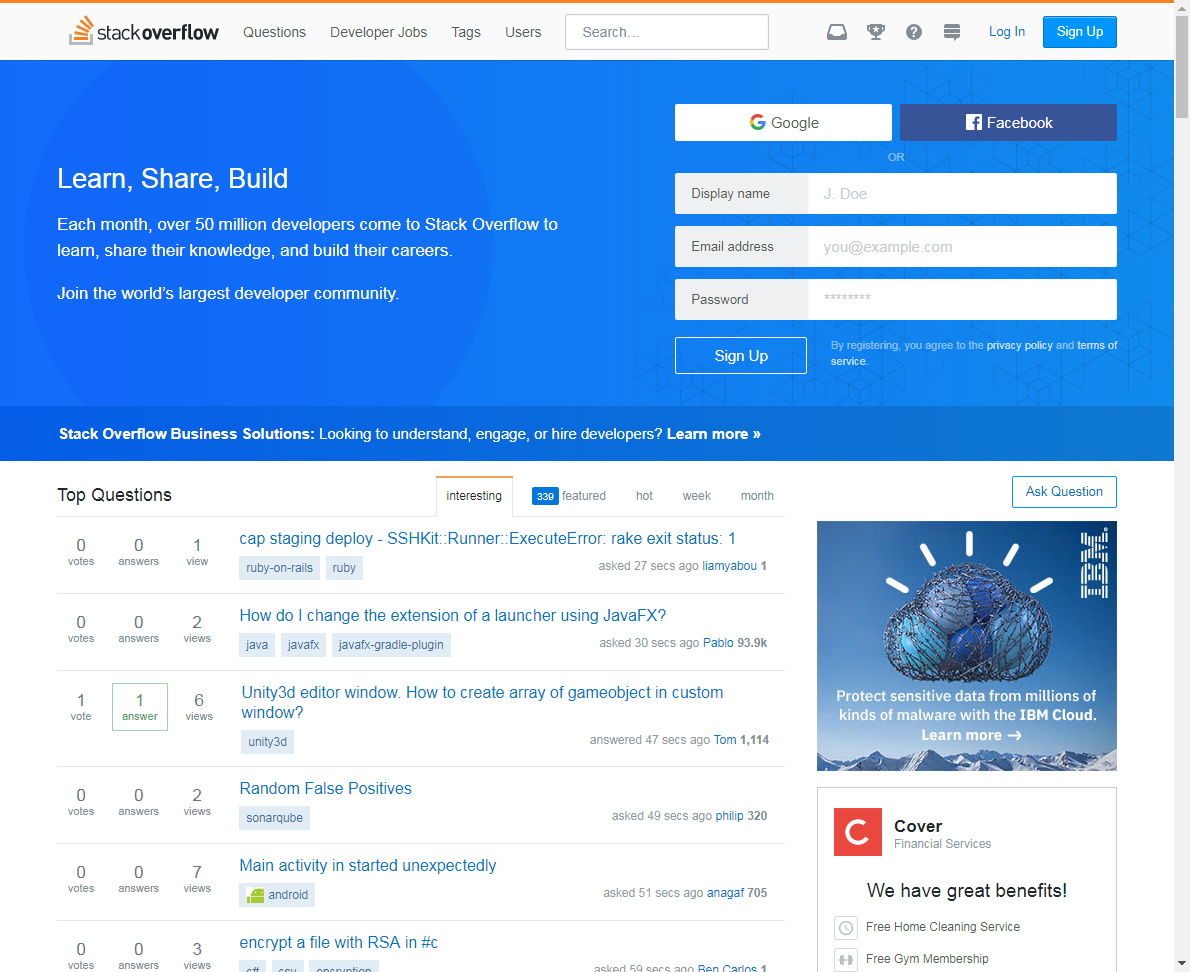 stack overflow Questions Developer Jobs Tags Users Search... Log In Sign Up
Google Facebook
OR
Learn, Share, Build
Each month, over 50 million developers come to Stack Overflow to
learn, share their knowledge, and build their careers.
Join the world's largest developer community.
Display name J. Doe
Email address you@example.com
Password ********
Sign Up
By registering, you agree to the privacy policy and terms of
service.
Stack Overflow Business Solutions: Looking to understand, engage, or hire developers? Learn more »
Top Questions interesting 339 featured hot week month
Ask Question
0 votes 0 answers 1 view
cap staging deploy - SSHKit::Runner::ExecuteError: rake exit status: 1
ruby-on-rails ruby
asked 27 secs ago liamyabou 1
0 votes 0 answers 2 views
How do I change the extension of a launcher using JavaFX?
java javafx javafx-gradle-plugin
asked 30 secs ago Pablo 93.9k
1 vote 1 answer 6 views
Unity3d editor window. How to create array of gameobject in custom
window?
unity3d
answered 47 secs ago Tom 1,114
0 votes 0 answers 2 views
Random False Positives
sonarqube
asked 49 secs ago philip 320
0 votes 0 answers 7 views
Main activity in started unexpectedly
android
asked 51 secs ago anagaf 705
0 votes 0 answers 3 views
encrypt a file with RSA in #c
c# csv encryption
asked 59 secs ago Ben Carlos 1
IBM
Protect sensitive data from millions of
kinds of malware with the IBM Cloud.
Learn more →
C
Cover
Financial Services
We have great benefits!
Free Home Cleaning Service
Free Gym Membership